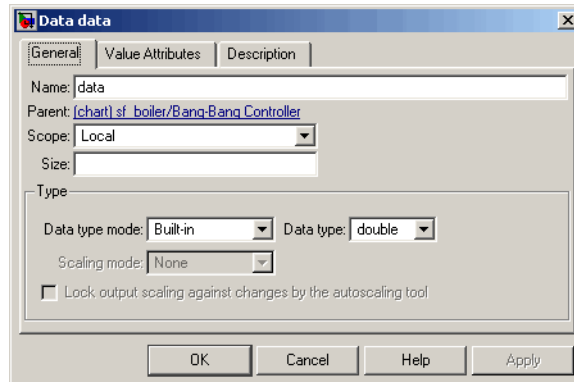 Data data
General Value Attributes Description
Name: data
Parent: (chart) sf_boiler/Bang-Bang Controller
Scope: Local
Size:
Type
Data type mode: Built-in Data type: double
Scaling mode: None
Lock output scaling against changes by the autoscaling tool
OK Cancel Help Apply